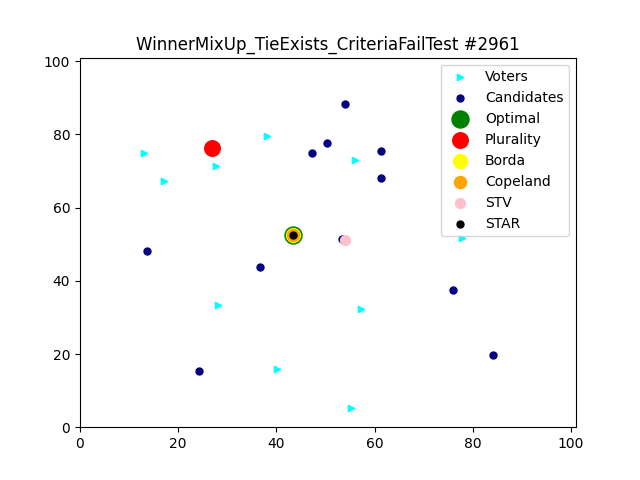 WinnerMixUp_TieExists_CriteriaFailTest #2961
100
80
60
40
20
0
0
20
40
60
80
100
Voters
Candidates
Optimal
Plurality
Borda
Copeland
STV
STAR